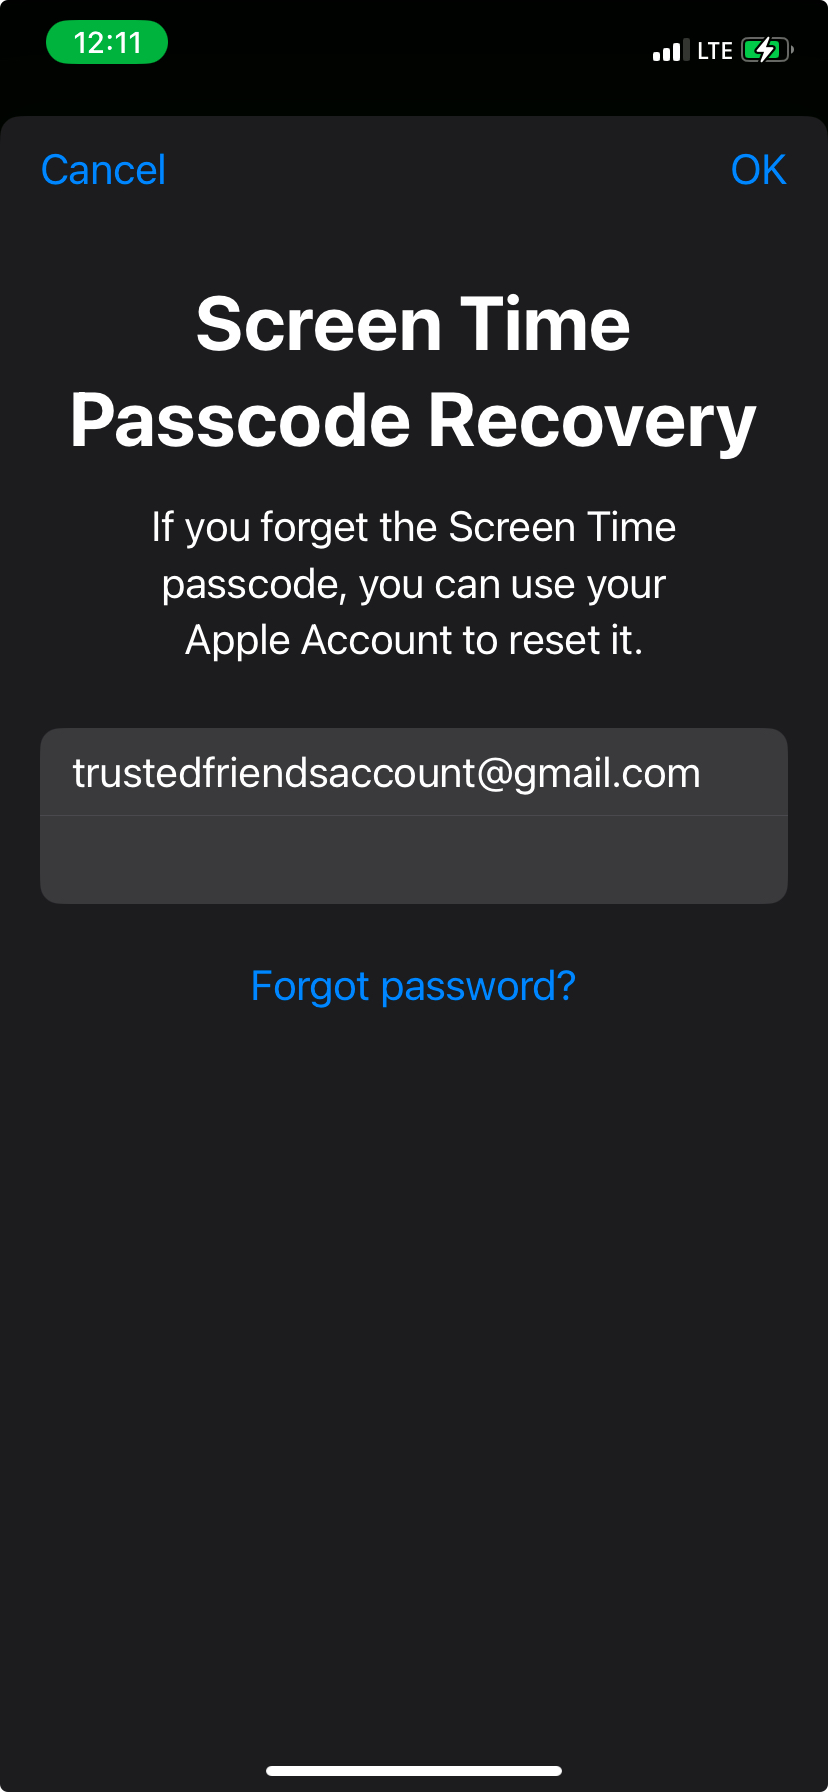 12:11
LTE
Cancel
OK
Screen Time
Passcode Recovery
If you forget the Screen Time
passcode, you can use your
Apple Account to reset it.
trustedfriendsaccount@gmail.com
Forgot password?